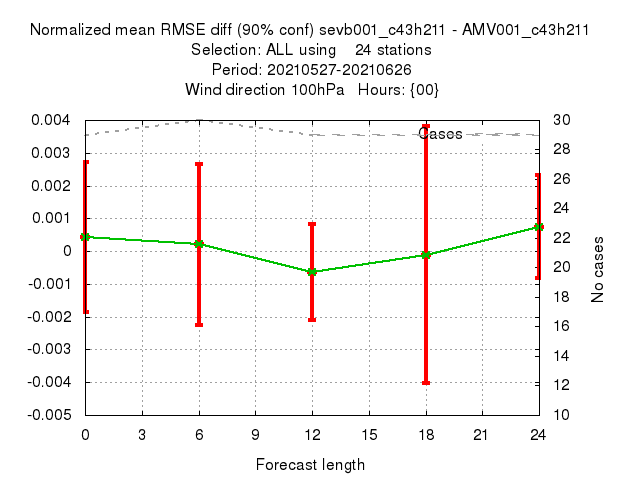 Normalized mean RMSE diff (90% conf) sevb001_c43h211 - AMV001_c43h211
Selection: ALL using 24 stations
Period: 20210527-20210626
Wind direction 100hPa Hours: {00}
0.004
0.003
0.002
0.001
0
-0.001
-0.002
-0.003
-0.004
-0.005
Cases
30
28
26
24
22
20
18
16
14
12
10
No cases
0 3 6 9 12 15 18 21 24
Forecast length